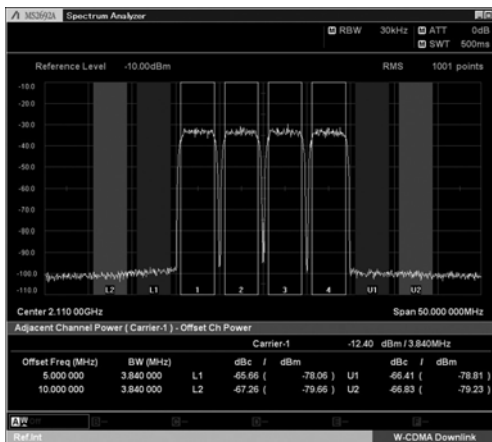 MS2692A Spectrum Analyzer
M RBW 30kHz M ATT 0dB
M SWT 500ms
Reference Level -10.00dBm RMS 1001 points
-10.0
-20.0
-30.0
-40.0
-50.0
-60.0
-70.0
-80.0
-90.0
-100.0
-110.0
L2 L1 1 2 3 4 U1 U2
Center 2.110 00GHz Span 50.000 000MHz
Adjacent Channel Power ( Carrier-1 ) - Offset Ch Power
Carrier-1 -12.40 dBm / 3.840MHz
Offset Freq (MHz) BW (MHz) dBc / dBm dBc / dBm
5.000 000 3.840 000 L1 -65.66 ( -78.06 ) U1 -66.41 ( -78.81 )
10.000 000 3.840 000 L2 -67.26 ( -79.66 ) U2 -66.83 ( -79.23 )
Ref.Int W-CDMA Downlink